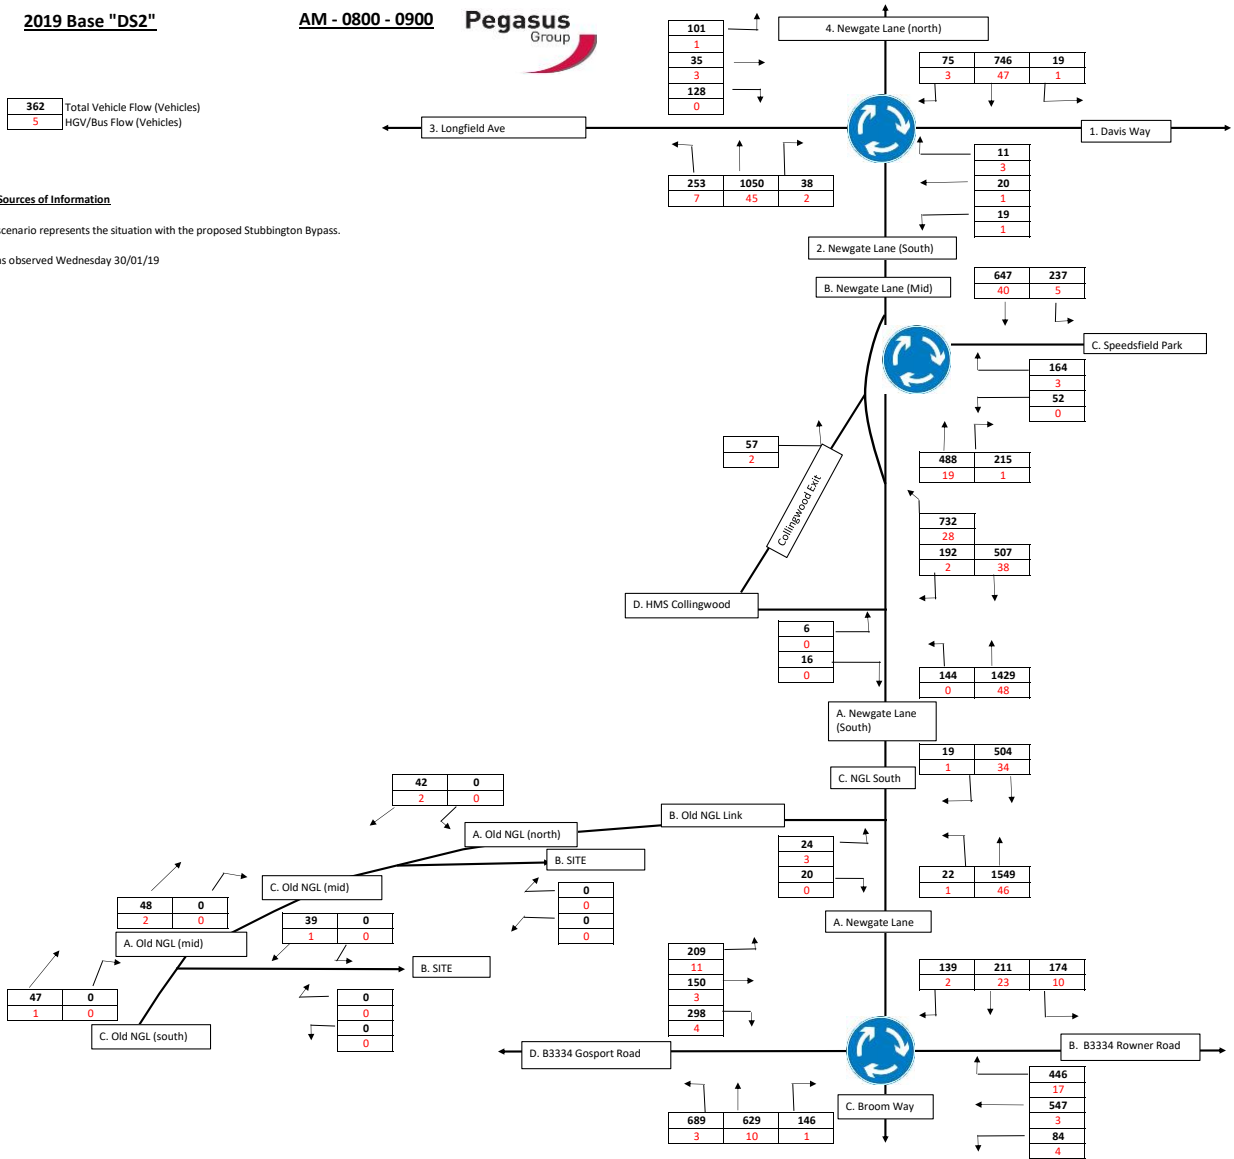 2019 Base "DS2"
AM - 0800 - 0900
Pegasus
Group
362 Total Vehicle Flow (Vehicles)
5 HGV/Bus Flow (Vehicles)
Sources of Information
scenario represents the situation with the proposed Stubbington Bypass.
s observed Wednesday 30/01/19
101
1
35
3
128
0
4. Newgate Lane (north)
75 746 19
3 47 1
3. Longfield Ave
1. Davis Way
253 1050 38
7 45 2
11
3
20
1
19
1
2. Newgate Lane (South)
B. Newgate Lane (Mid)
647 237
40 5
C. Speedsfield Park
164
3
52
0
57
2
488 215
19 1
Collingwood Exit
732
28
192 507
2 38
D. HMS Collingwood
6
0
16
0
144 1429
0 48
A. Newgate Lane
(South)
19 504
1 34
C. NGL South
42 0
2 0
B. Old NGL Link
A. Old NGL (north)
24
3
20
0
22 1549
1 46
B. SITE
C. Old NGL (mid)
0
0
0
0
48 0
2 0
39 0
1 0
A. Newgate Lane
A. Old NGL (mid)
B. SITE
47 0
1 0
0
0
0
0
C. Old NGL (south)
209
11
150
3
298
4
139 211 174
2 23 10
D. B3334 Gosport Road
B. B3334 Rowner Road
C. Broom Way
689 629 146
3 10 1
446
17
547
3
84
4